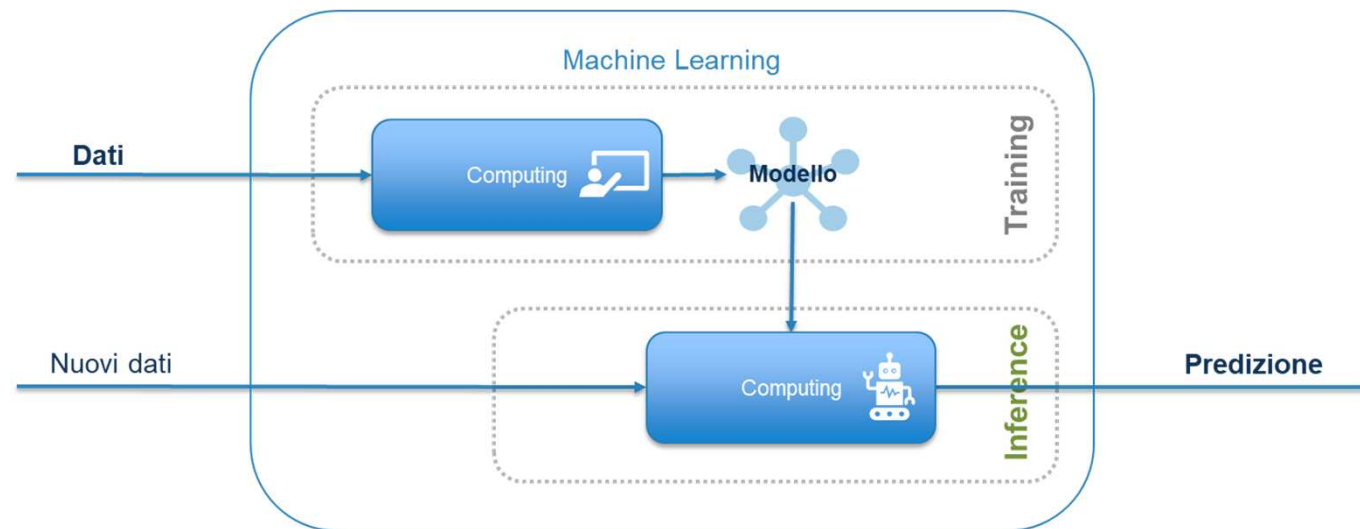 Machine Learning
Dati
Computing
Modello
Training
Nuovi dati
Computing
Inference
Predizione